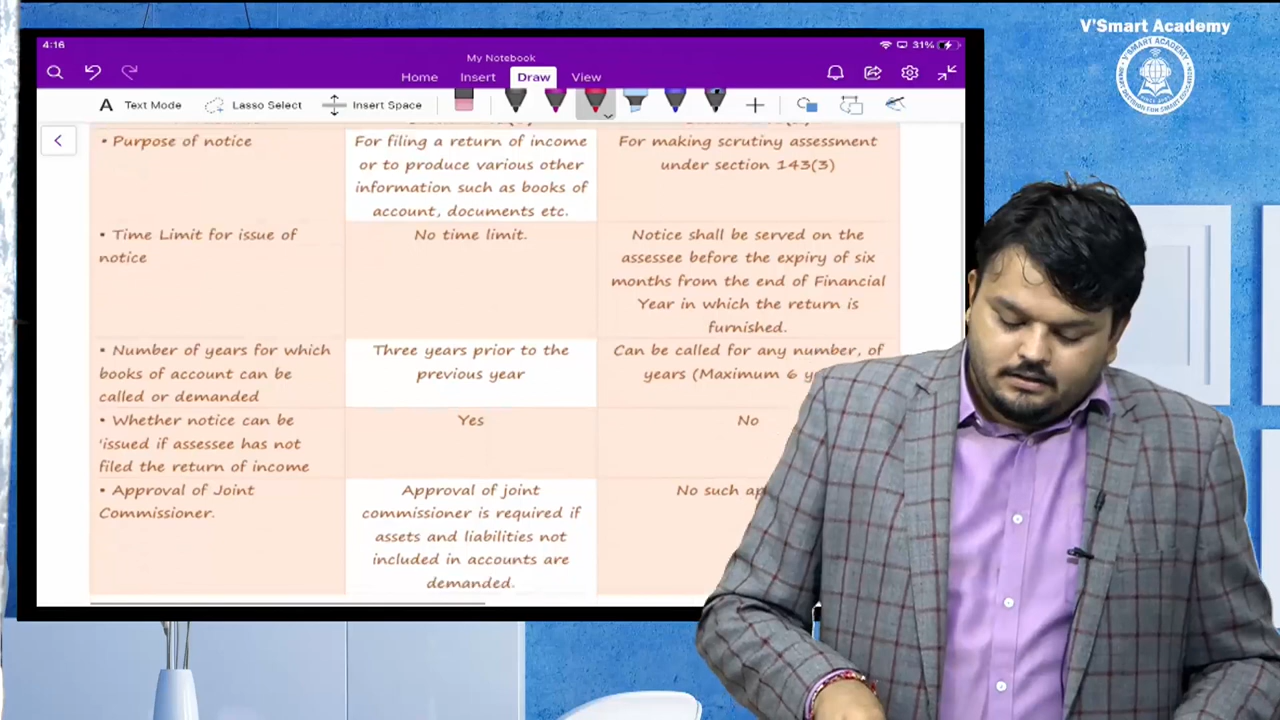 V'Smart Academy
4:16
31%
My Notebook
Home Insert Draw View
Text Mode Lasso Select Insert Space
• Purpose of notice
For filing a return of income
or to produce various other
information such as books of
account, documents etc.
For making scrutiny assessment
under section 143(3)
• Time Limit for issue of
notice
No time limit.
Notice shall be served on the
assessee before the expiry of six
months from the end of Financial
Year in which the return is
furnished.
• Number of years for which
books of account can be
called or demanded
Three years prior to the
previous year
Can be called for any number, of
years (Maximum 6
• Whether notice can be
'issued if assessee has not
filed the return of income
Yes
No
• Approval of Joint
Commissioner.
Approval of joint
commissioner is required if
assets and liabilities not
included in accounts are
demanded.
No such